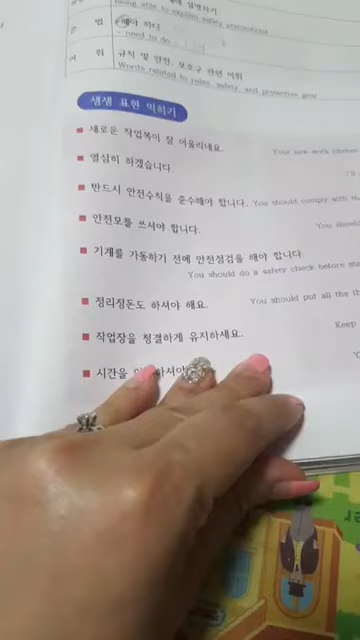 Being able to explain safety precautions
문 법 해야 하다
- need to do
어 휘 규칙 및 안전, 보호구 관련 어휘
Words related to rules, safety, and protective gear
생생 표현 익히기
새로운 작업복이 잘 어울리네요. Your new work clothes
열심히 하겠습니다.
반드시 안전수칙을 준수해야 합니다. You should comply with the
안전모를 쓰셔야 합니다. You should
기계를 가동하기 전에 안전점검을 해야 합니다.
You should do a safety check before
정리정돈도 하셔야 해요. You should put all the
작업장을 청결하게 유지하세요. Keep
시간을